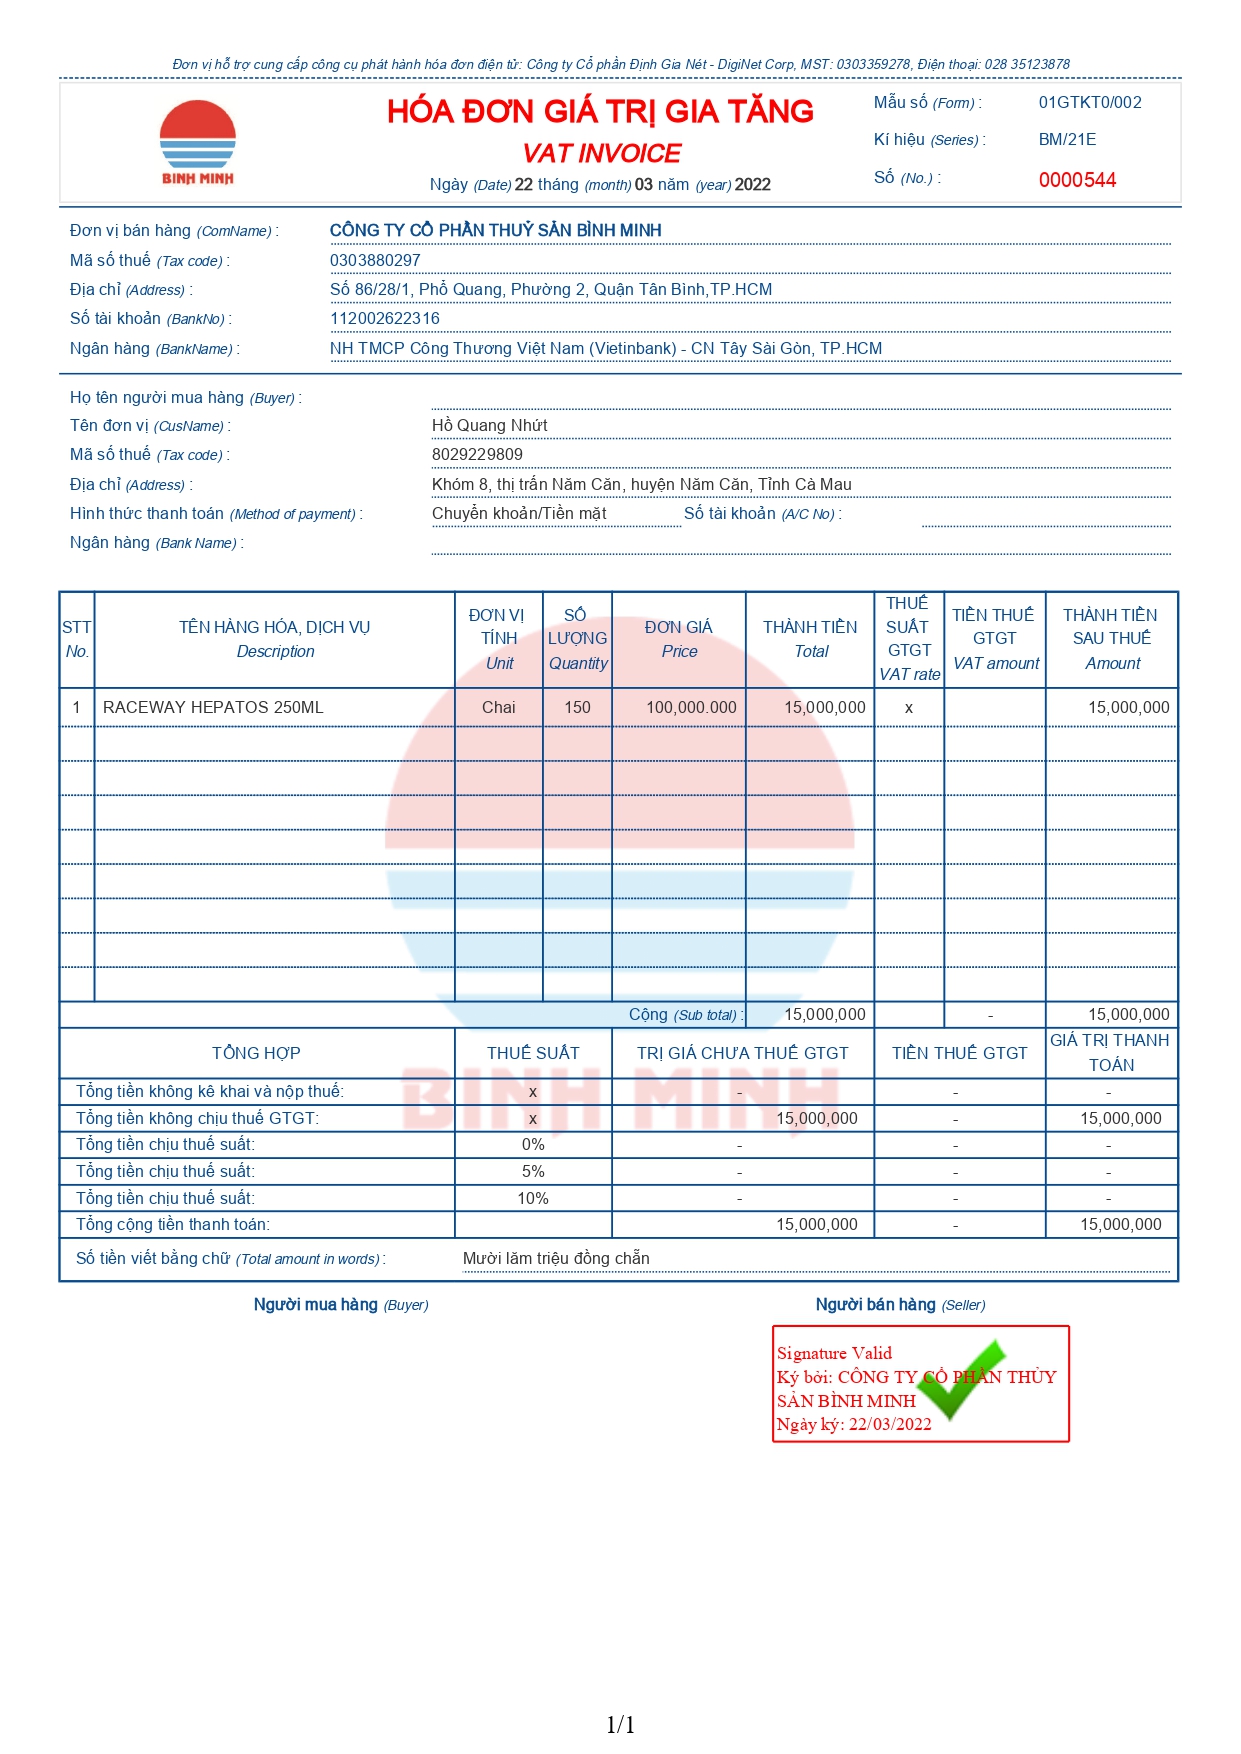 Đơn vị hỗ trợ cung cấp công cụ phát hành hóa đơn điện tử: Công ty Cổ phần Định Gia Nét - DigiNet Corp, MST: 0303359278, Điện thoại: 028 35123878
BINH MINH
HÓA ĐƠN GIÁ TRỊ GIA TĂNG
VAT INVOICE
Ngày (Date) 22 tháng (month) 03 năm (year) 2022
Mẫu số (Form) : 01GTKT0/002
Kí hiệu (Series) : BM/21E
Số (No.) : 0000544
Đơn vị bán hàng (ComName) : CÔNG TY CỔ PHẦN THUỶ SẢN BÌNH MINH
Mã số thuế (Tax code) : 0303880297
Địa chỉ (Address) : Số 86/28/1, Phổ Quang, Phường 2, Quận Tân Bình,TP.HCM
Số tài khoản (BankNo) : 112002622316
Ngân hàng (BankName) : NH TMCP Công Thương Việt Nam (Vietinbank) - CN Tây Sài Gòn, TP.HCM
Họ tên người mua hàng (Buyer) :
Tên đơn vị (CusName) : Hồ Quang Nhứt
Mã số thuế (Tax code) : 8029229809
Địa chỉ (Address) : Khóm 8, thị trấn Năm Căn, huyện Năm Căn, Tỉnh Cà Mau
Hình thức thanh toán (Method of payment) : Chuyển khoản/Tiền mặt Số tài khoản (A/C No) :
Ngân hàng (Bank Name) :
STT No. TÊN HÀNG HÓA, DỊCH VỤ Description ĐƠN VỊ TÍNH Unit SỐ LƯỢNG Quantity ĐƠN GIÁ Price THÀNH TIỀN Total THUẾ SUẤT GTGT VAT rate TIỀN THUẾ GTGT VAT amount THÀNH TIỀN SAU THUẾ Amount
1 RACEWAY HEPATOS 250ML Chai 150 100,000.000 15,000,000 x 15,000,000
Cộng (Sub total) : 15,000,000 - 15,000,000
TỔNG HỢP THUẾ SUẤT TRỊ GIÁ CHƯA THUẾ GTGT TIỀN THUẾ GTGT GIÁ TRỊ THANH TOÁN
BINH MINH
Tổng tiền không kê khai và nộp thuế: x - - -
Tổng tiền không chịu thuế GTGT: x 15,000,000 - 15,000,000
Tổng tiền chịu thuế suất: 0% - - -
Tổng tiền chịu thuế suất: 5% - - -
Tổng tiền chịu thuế suất: 10% - - -
Tổng cộng tiền thanh toán: 15,000,000 - 15,000,000
Số tiền viết bằng chữ (Total amount in words) : Mười lăm triệu đồng chẵn
Người mua hàng (Buyer) Người bán hàng (Seller)
Signature Valid
Ký bởi: CÔNG TY CỔ PHẦN THỦY
SẢN BÌNH MINH
Ngày ký: 22/03/2022
1/1